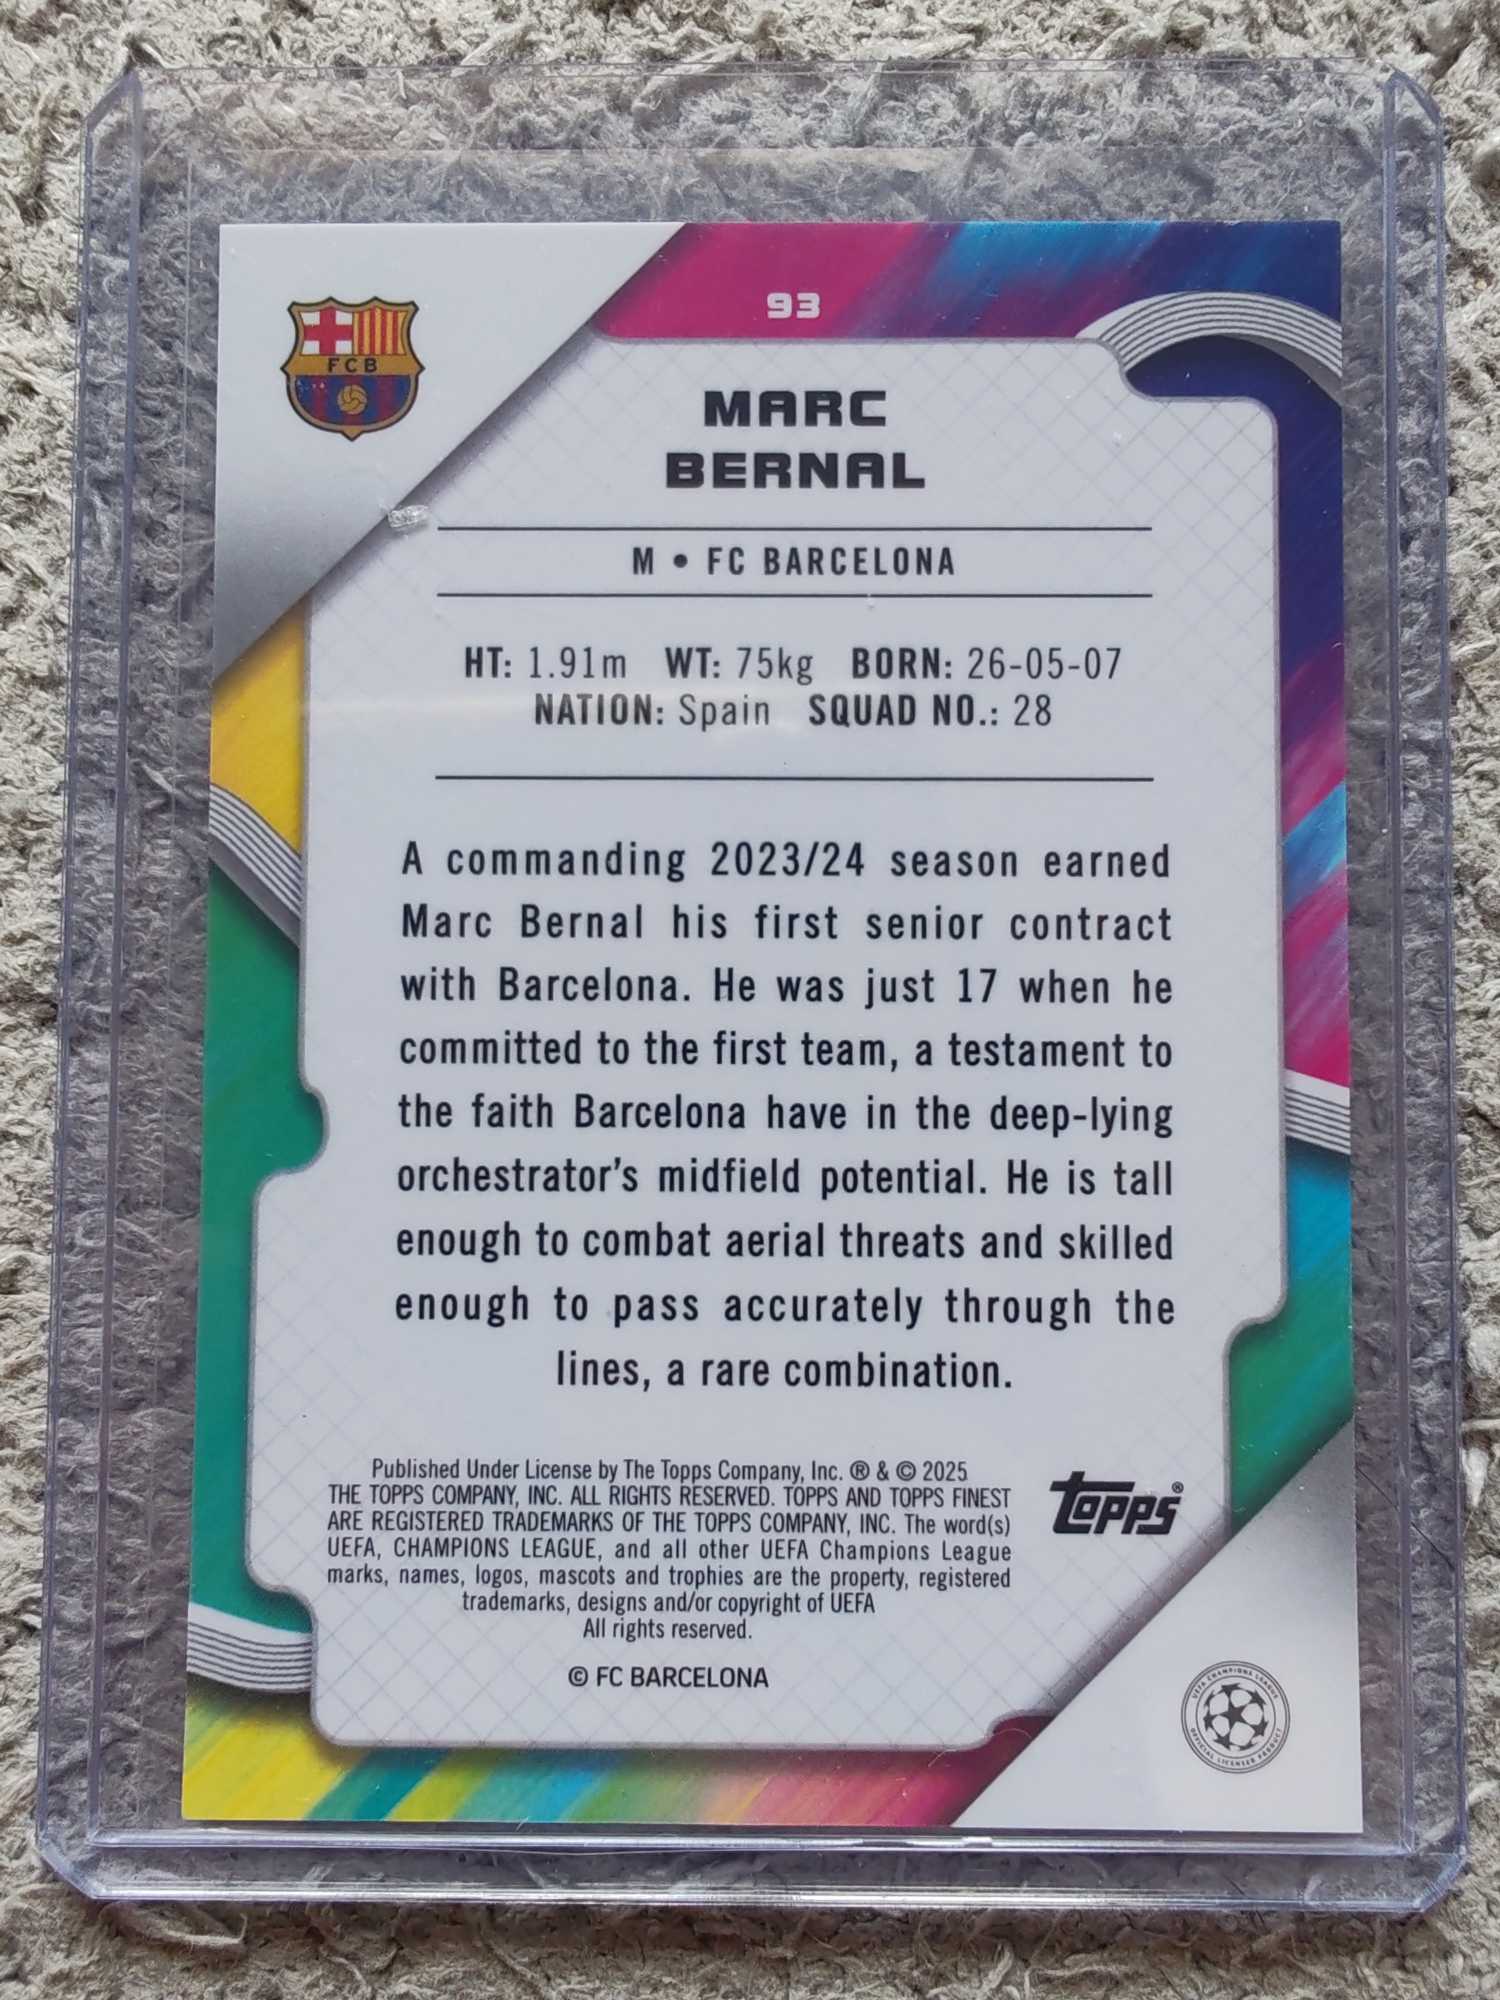 93
FCB
MARC
BERNAL
M • FC BARCELONA
HT: 1.91m WT: 75kg BORN: 26-05-07
NATION: Spain SQUAD NO.: 28
A commanding 2023/24 season earned
Marc Bernal his first senior contract
with Barcelona. He was just 17 when he
committed to the first team, a testament to
the faith Barcelona have in the deep-lying
orchestrator's midfield potential. He is tall
enough to combat aerial threats and skilled
enough to pass accurately through the
lines, a rare combination.
Published Under License by The Topps Company, Inc. ® & © 2025
THE TOPPS COMPANY, INC. ALL RIGHTS RESERVED. TOPPS AND TOPPS FINEST
ARE REGISTERED TRADEMARKS OF THE TOPPS COMPANY, INC. The word(s)
UEFA, CHAMPIONS LEAGUE, and all other UEFA Champions League
marks, names, logos, mascots and trophies are the property, registered
trademarks, designs and/or copyright of UEFA
All rights reserved.
© FC BARCELONA
topps®
UEFA CHAMPIONS LEAGUE
OFFICIAL LICENSED PRODUCT